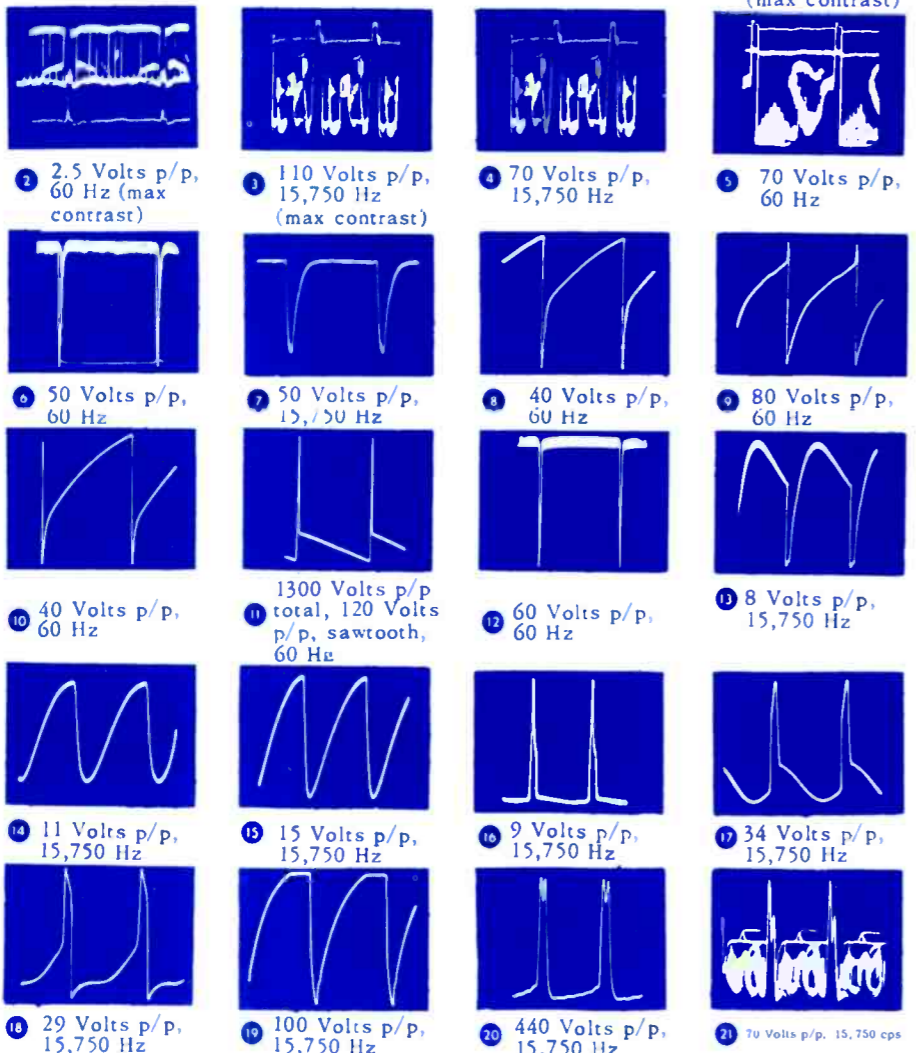 (max contrast)
2 2.5 Volts p/p,
60 Hz (max
contrast)
3 110 Volts p/p,
15,750 Hz
(max contrast)
4 70 Volts p/p,
15,750 Hz
5 70 Volts p/p,
60 Hz
6 50 Volts p/p,
60 Hz
7 50 Volts p/p,
15,750 Hz
8 40 Volts p/p,
60 Hz
9 80 Volts p/p,
60 Hz
10 40 Volts p/p,
60 Hz
11 1300 Volts p/p
total, 120 Volts
p/p, sawtooth,
60 Hz
12 60 Volts p/p,
60 Hz
13 8 Volts p/p,
15,750 Hz
14 11 Volts p/p,
15,750 Hz
15 15 Volts p/p,
15,750 Hz
16 9 Volts p/p,
15,750 Hz
17 34 Volts p/p,
15,750 Hz
18 29 Volts p/p,
15,750 Hz
19 100 Volts p/p,
15,750 Hz
20 440 Volts p/p,
15,750 Hz
21 70 Volts p/p. 15,750 cps